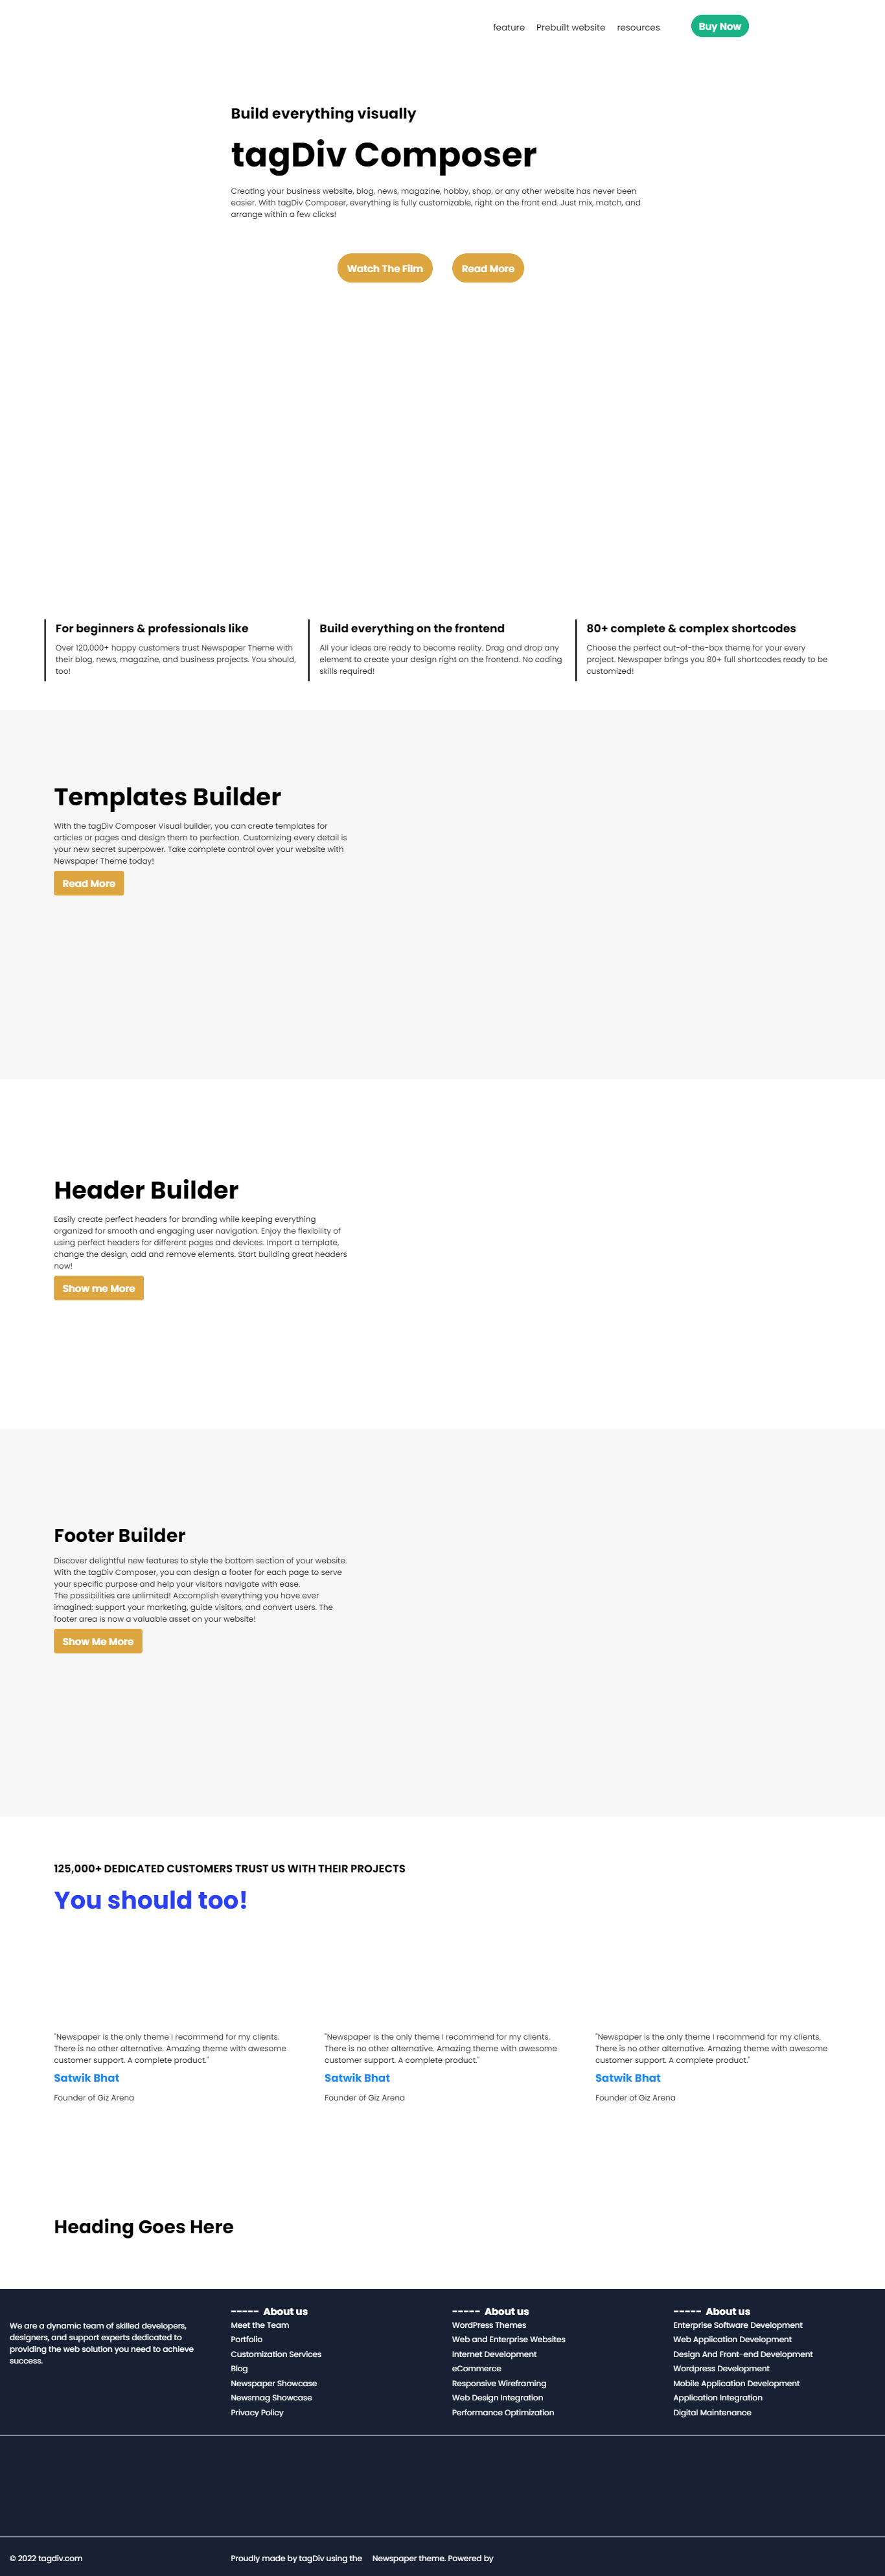 feature Prebuilt website resources Buy Now
Build everything visually
tagDiv Composer
Creating your business website, blog, news, magazine, hobby, shop, or any other website has never been
easier. With tagDiv Composer, everything is fully customizable, right on the front end. Just mix, match, and
arrange within a few clicks!
Watch The Film Read More
For beginners & professionals like
Over 120,000+ happy customers trust Newspaper Theme with
their blog, news, magazine, and business projects. You should,
too!
Build everything on the frontend
All your ideas are ready to become reality. Drag and drop any
element to create your design right on the frontend. No coding
skills required!
80+ complete & complex shortcodes
Choose the perfect out-of-the-box theme for your every
project. Newspaper brings you 80+ full shortcodes ready to be
customized!
Templates Builder
With the tagDiv Composer Visual builder, you can create templates for
articles or pages and design them to perfection. Customizing every detail is
your new secret superpower. Take complete control over your website with
Newspaper Theme today!
Read More
Header Builder
Easily create perfect headers for branding while keeping everything
organized for smooth and engaging user navigation. Enjoy the flexibility of
using perfect headers for different pages and devices. Import a template,
change the design, add and remove elements. Start building great headers
now!
Show me More
Footer Builder
Discover delightful new features to style the bottom section of your website.
With the tagDiv Composer, you can design a footer for each page to serve
your specific purpose and help your visitors navigate with ease.
The possibilities are unlimited! Accomplish everything you have ever
imagined: support your marketing, guide visitors, and convert users. The
footer area is now a valuable asset on your website!
Show Me More
125,000+ DEDICATED CUSTOMERS TRUST US WITH THEIR PROJECTS
You should too!
"Newspaper is the only theme I recommend for my clients.
There is no other alternative. Amazing theme with awesome
customer support. A complete product."
Satwik Bhat
Founder of Giz Arena
"Newspaper is the only theme I recommend for my clients.
There is no other alternative. Amazing theme with awesome
customer support. A complete product."
Satwik Bhat
Founder of Giz Arena
"Newspaper is the only theme I recommend for my clients.
There is no other alternative. Amazing theme with awesome
customer support. A complete product."
Satwik Bhat
Founder of Giz Arena
Heading Goes Here
We are a dynamic team of skilled developers,
designers, and support experts dedicated to
providing the web solution you need to achieve
success.
----- About us
Meet the Team
Portfolio
Customization Services
Blog
Newspaper Showcase
Newsmag Showcase
Privacy Policy
----- About us
WordPress Themes
Web and Enterprise Websites
Internet Development
eCommerce
Responsive Wireframing
Web Design Integration
Performance Optimization
----- About us
Enterprise Software Development
Web Application Development
Design And Front-end Development
Wordpress Development
Mobile Application Development
Application Integration
Digital Maintenance
© 2022 tagdiv.com
Proudly made by tagDiv using the Newspaper theme. Powered by